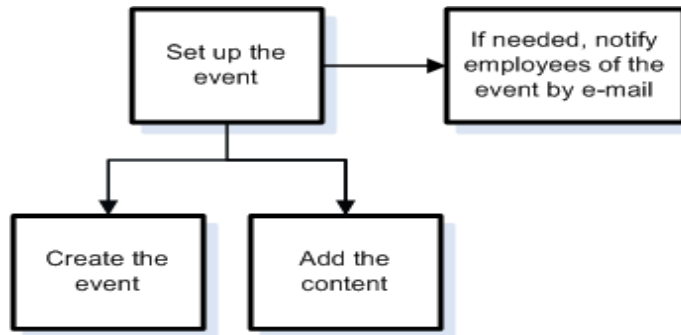 Set up the
event
If needed, notify
employees of the
event by e-mail
Create the
event
Add the
content